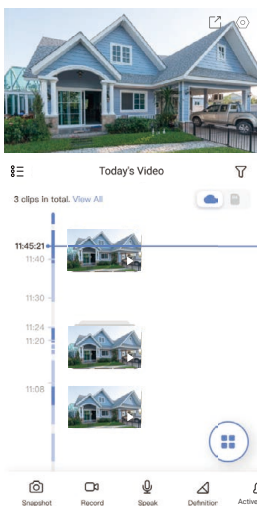 Today's Video
3 clips in total. View All
11:45:21
11:40
11:30
11:24
11:20
11:08
Snapshot
Record
Speak
Definition
Active